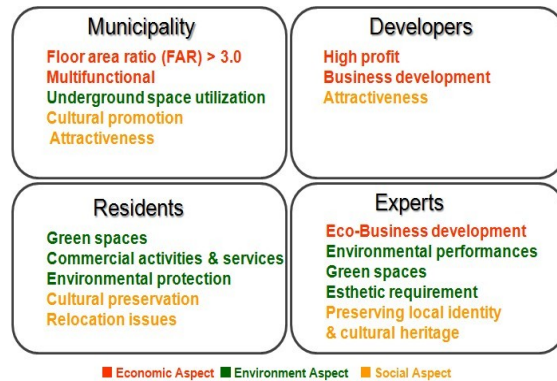 Municipality
Floor area ratio (FAR) > 3.0
Multifunctional
Underground space utilization
Cultural promotion
Attractiveness
Developers
High profit
Business development
Attractiveness
Residents
Green spaces
Commercial activities & services
Environmental protection
Cultural preservation
Relocation issues
Experts
Eco-Business development
Environmental performances
Green spaces
Esthetic requirement
Preserving local identity
& cultural heritage
Economic Aspect Environment Aspect Social Aspect